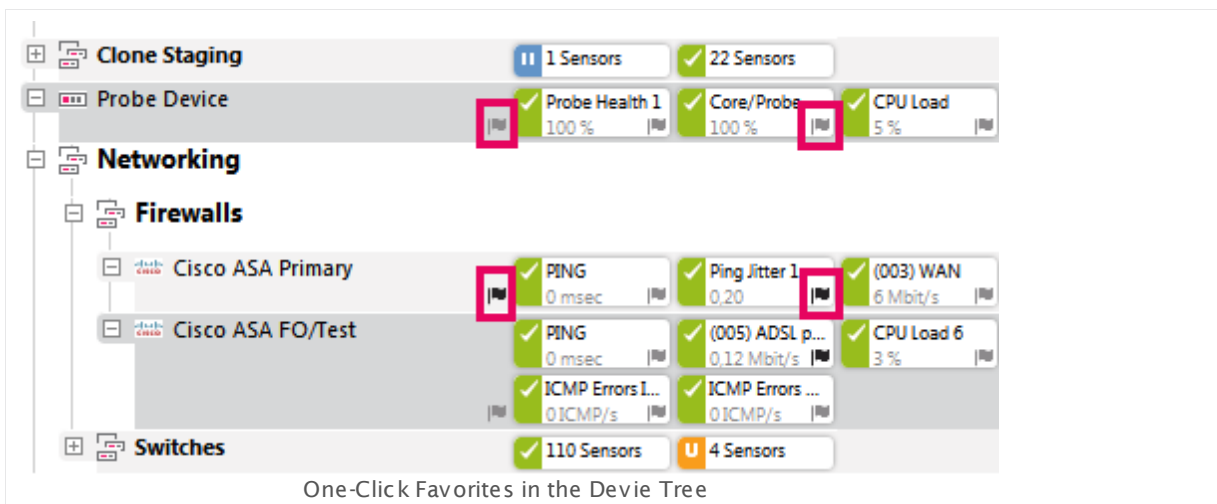 Clone Staging
1 Sensors
22 Sensors
Probe Device
Probe Health 1
100 %
Core/Probe
100 %
CPU Load
5 %
Networking
Firewalls
cisco
Cisco ASA Primary
PING
0 msec
Ping Jitter 1
0,20
(003) WAN
6 Mbit/s
cisco
Cisco ASA FO/Test
PING
0 msec
(005) ADSL p...
0,12 Mbit/s
CPU Load 6
3 %
ICMP Errors I...
0 ICMP/s
ICMP Errors ...
0 ICMP/s
Switches
110 Sensors
U 4 Sensors
One-Click Favorites in the Devie Tree